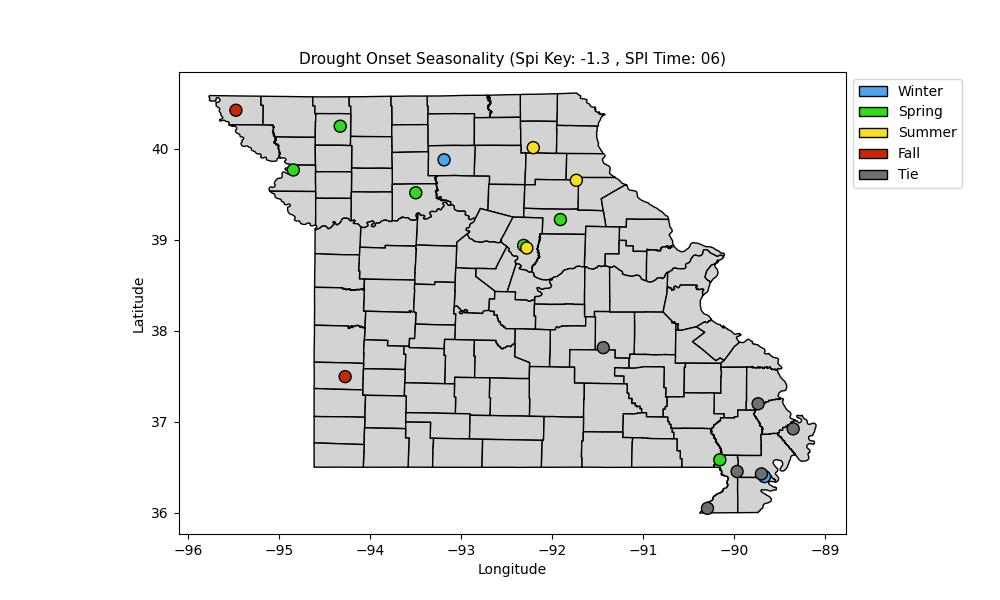 Drought Onset Seasonality (Spi Key: -1.3 , SPI Time: 06)
Winter
Spring
Summer
Fall
Tie
Latitude
40
39
38
37
36
−96 −95 −94 −93 −92 −91 −90 −89
Longitude